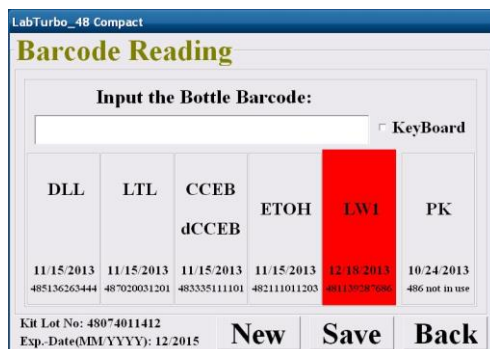 LabTurbo_48 Compact
Barcode Reading
Input the Bottle Barcode:
KeyBoard
DLL LTL CCEB dCCEB ETOH LW1 PK
11/15/2013 11/15/2013 11/15/2013 11/15/2013 12/18/2013 10/24/2013
485136263444 487020031201 483335111101 482111011203 481139287686 486 not in use
Kit Lot No: 48074011412
Exp.-Date(MM/YYYY): 12/2015
New Save Back